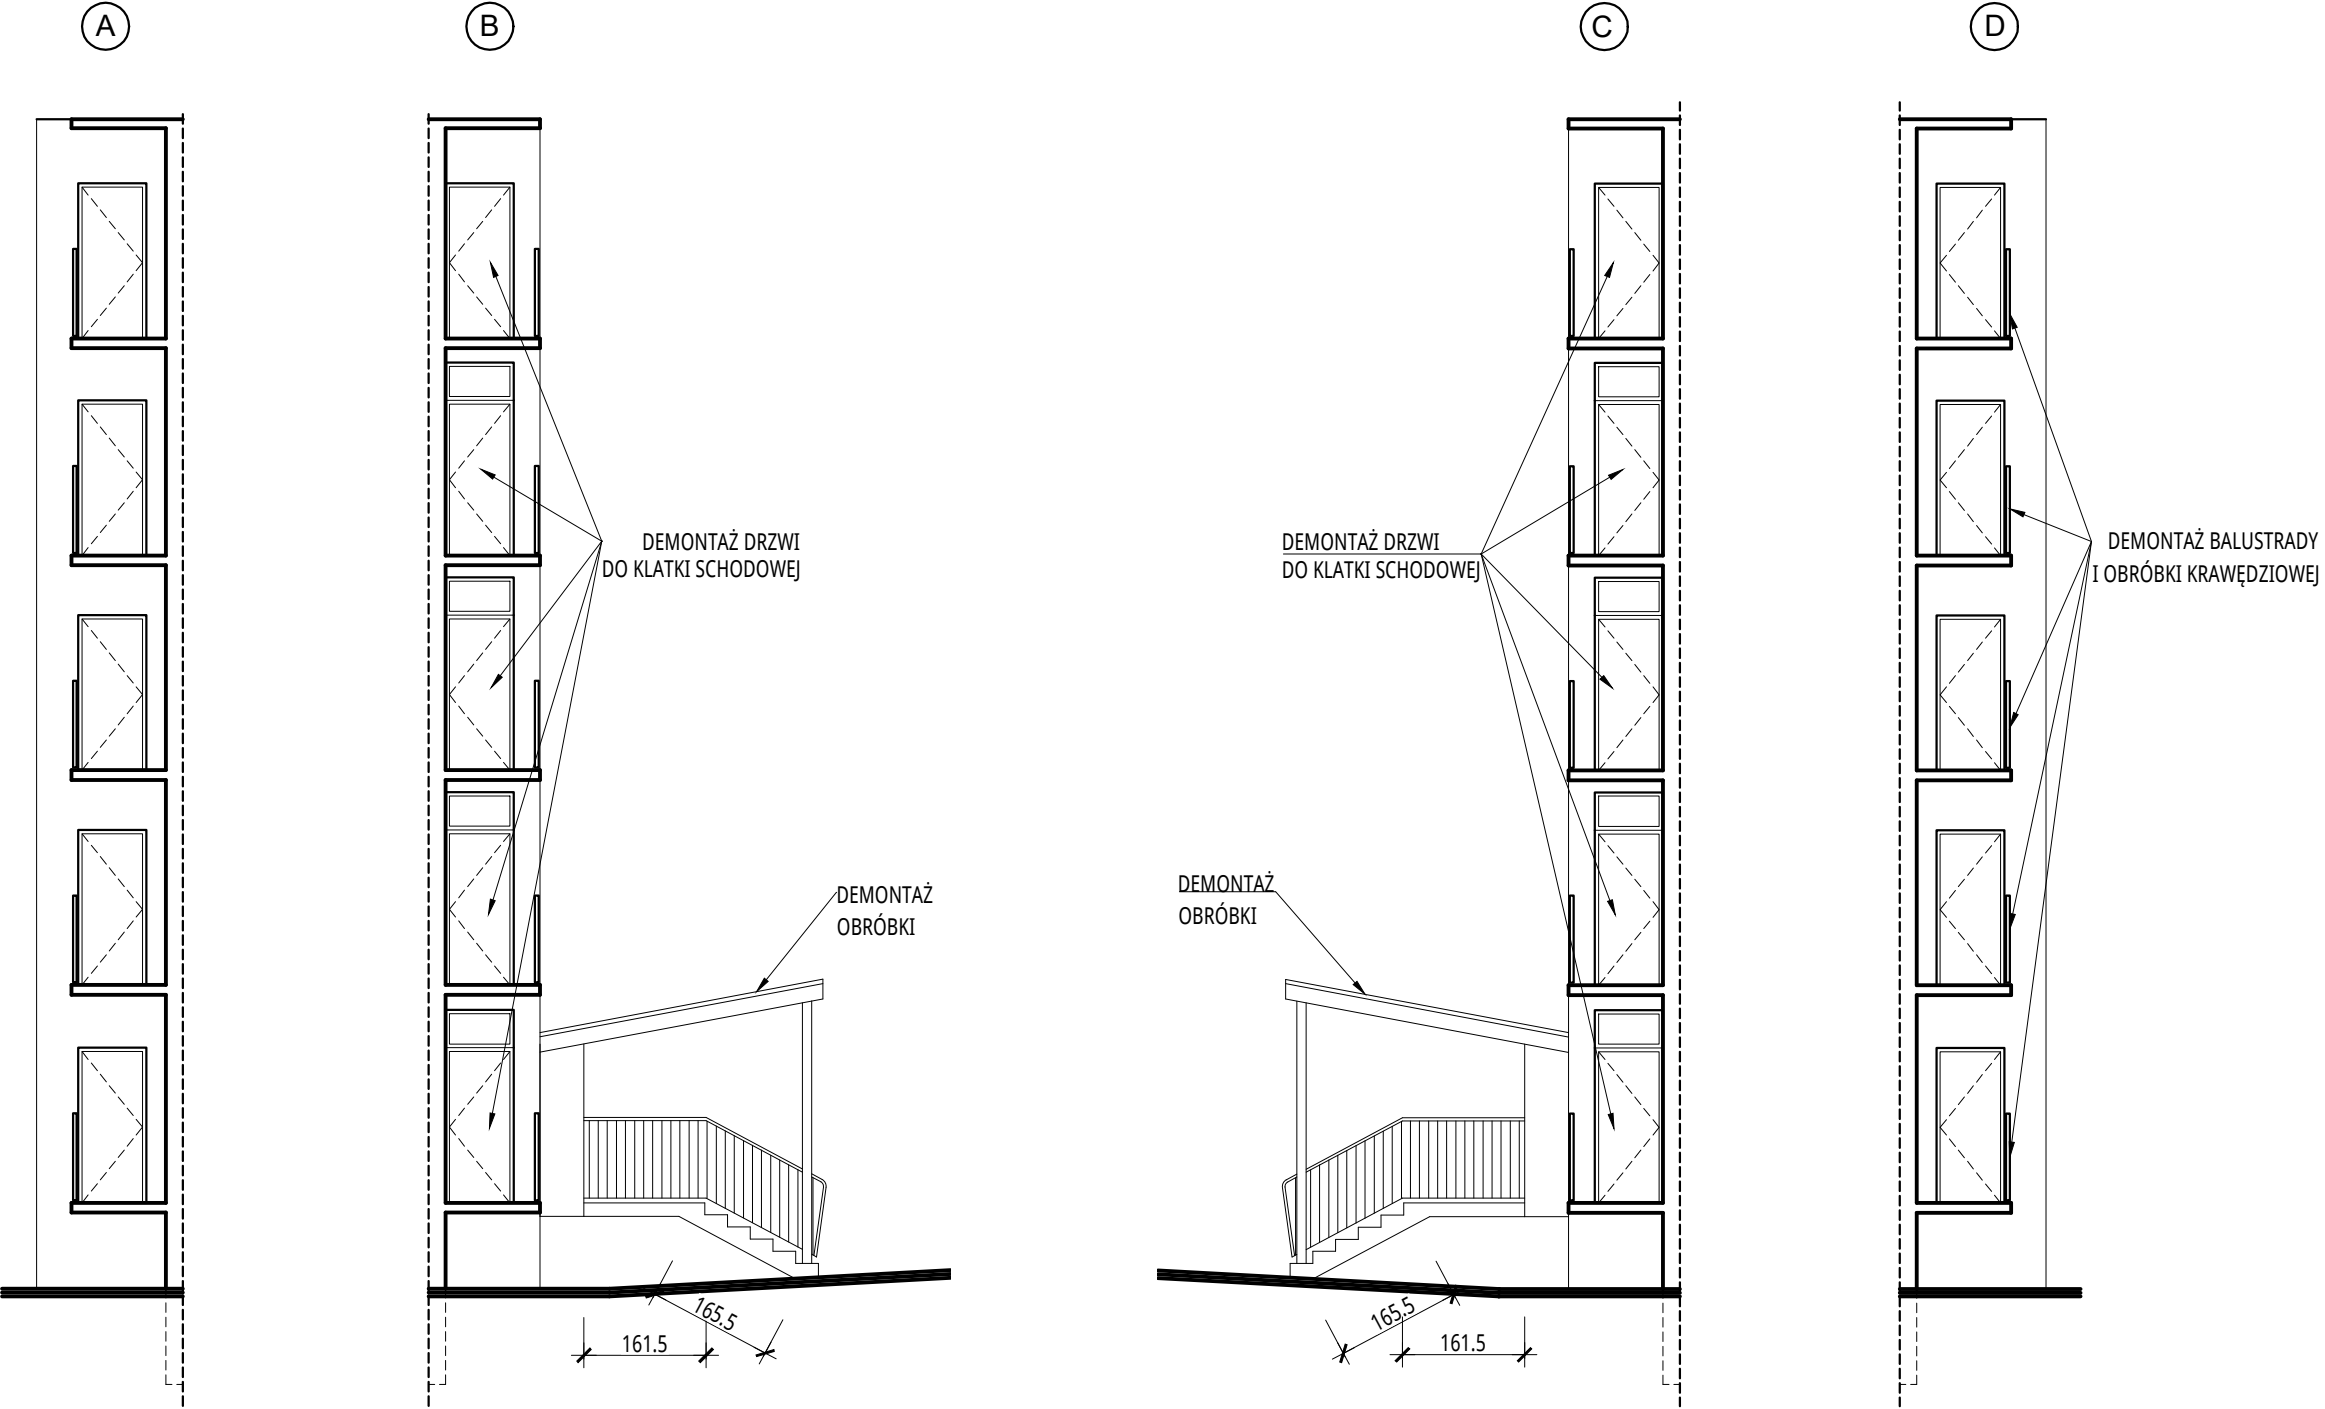 A
B
C
D
DEMONTAŻ DRZWI
DO KLATKI SCHODOWEJ
DEMONTAŻ DRZWI
DO KLATKI SCHODOWEJ
DEMONTAŻ BALUSTRADY
I OBRÓBKI KRAWĘDZIOWEJ
DEMONTAŻ
OBRÓBKI
DEMONTAŻ
OBRÓBKI
165.5
161.5
165.5
161.5